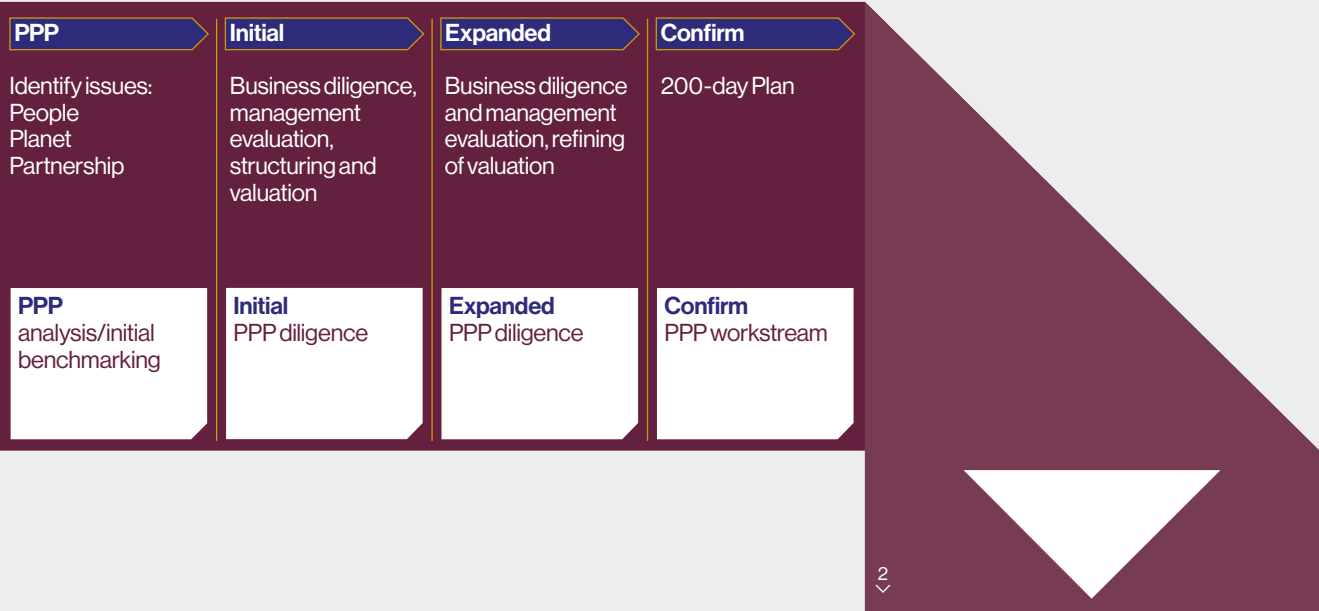 PPP
Identify issues:
People
Planet
Partnership
PPP
analysis/initial
benchmarking
Initial
Business diligence,
management
evaluation,
structuring and
valuation
Initial
PPP diligence
Expanded
Business diligence
and management
evaluation, refining
of valuation
Expanded
PPP diligence
Confirm
200-day Plan
Confirm
PPP workstream
2